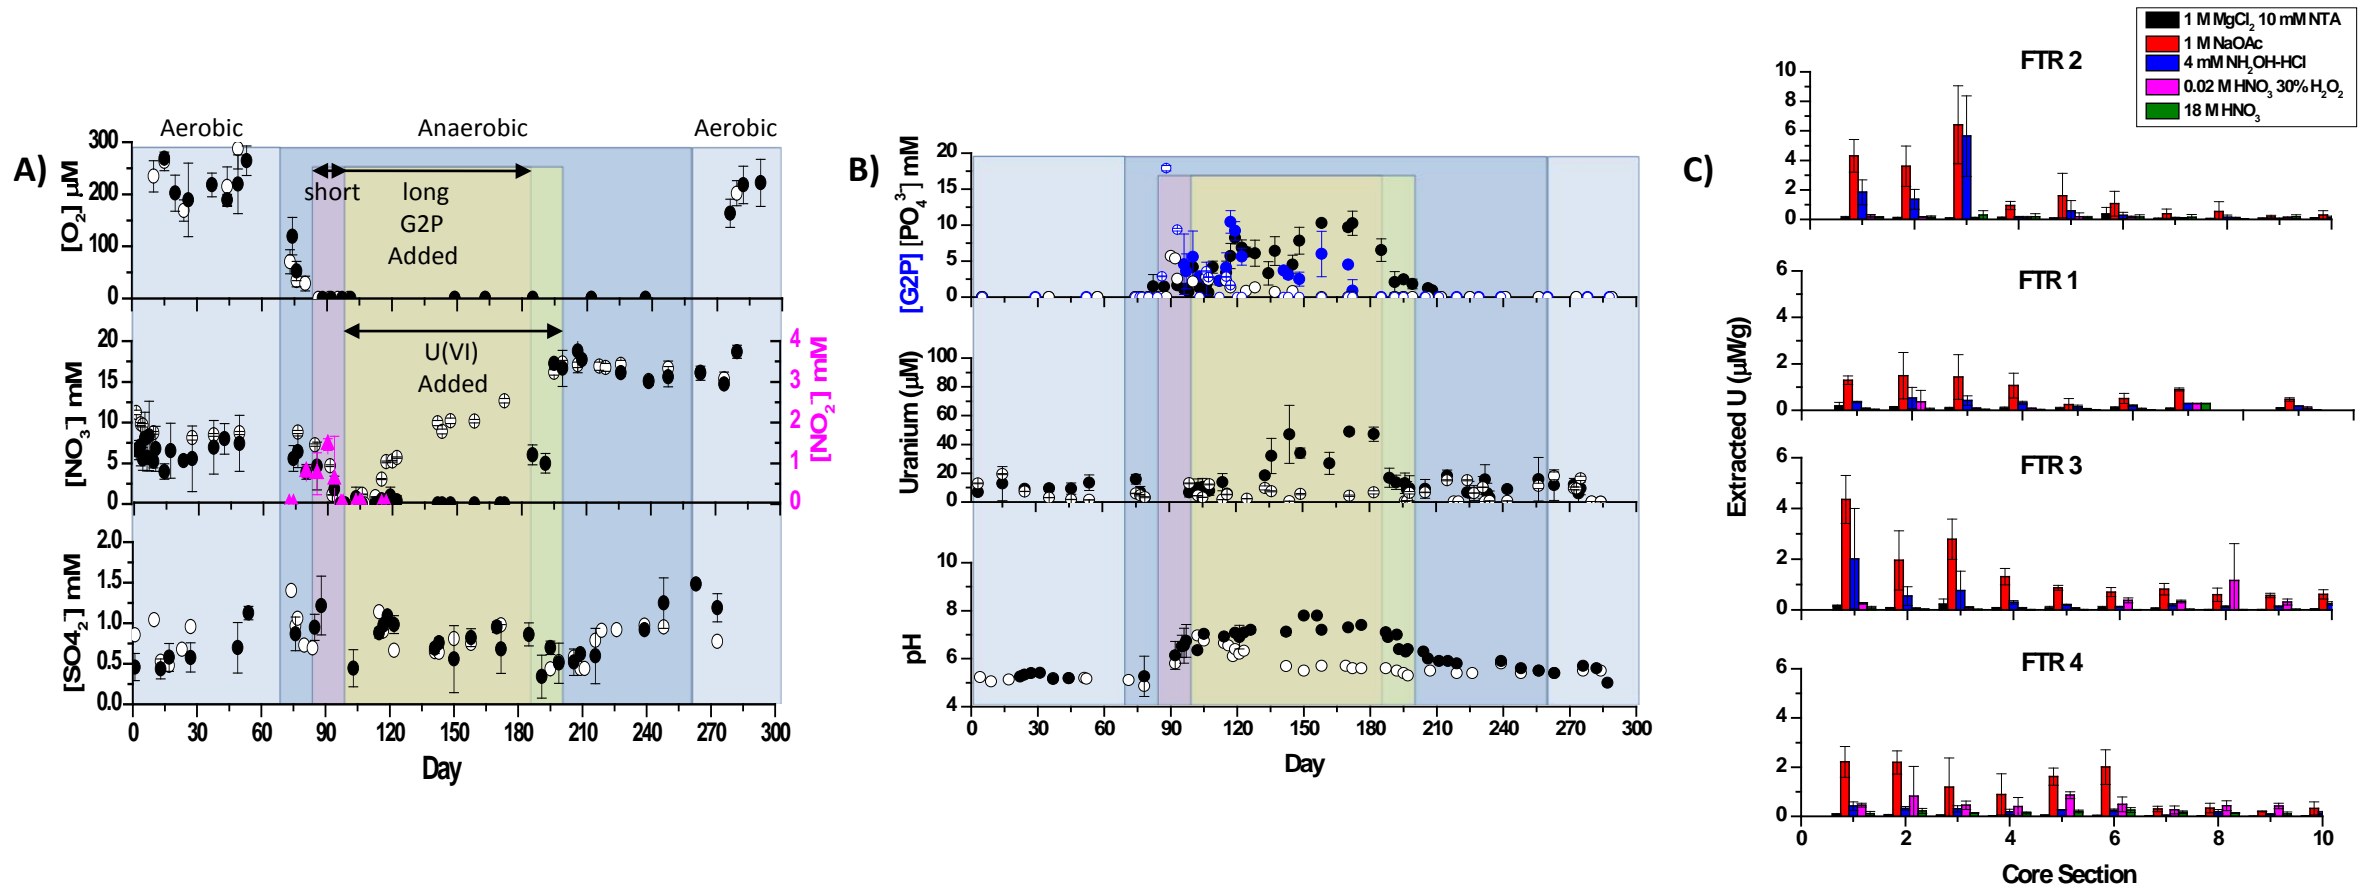 A)
Aerobic
Anaerobic
Aerobic
short
long
G2P
Added
[O2] µM
300
200
100
0
U(VI)
Added
[NO3-] mM
20
15
10
5
0
[NO2-] mM
4
3
2
1
0
[SO42-] mM
2.0
1.5
1.0
0.5
0.0
0 30 60 90 120 150 180 210 240 270 300
Day
B)
[G2P] [PO43-] mM
20
15
10
5
0
Uranium (µM)
100
80
60
40
20
0
pH
10
8
6
4
0 30 60 90 120 150 180 210 240 270 300
Day
C)
1 M MgCl2 10 mM NTA
1 M NaOAc
4 mM NH2OH-HCl
0.02 M HNO3 30% H2O2
18 M HNO3
Extracted U (µM/g)
FTR 2
10
8
6
4
2
0
FTR 1
6
4
2
0
FTR 3
6
4
2
0
FTR 4
6
4
2
0
0 2 4 6 8 10
Core Section